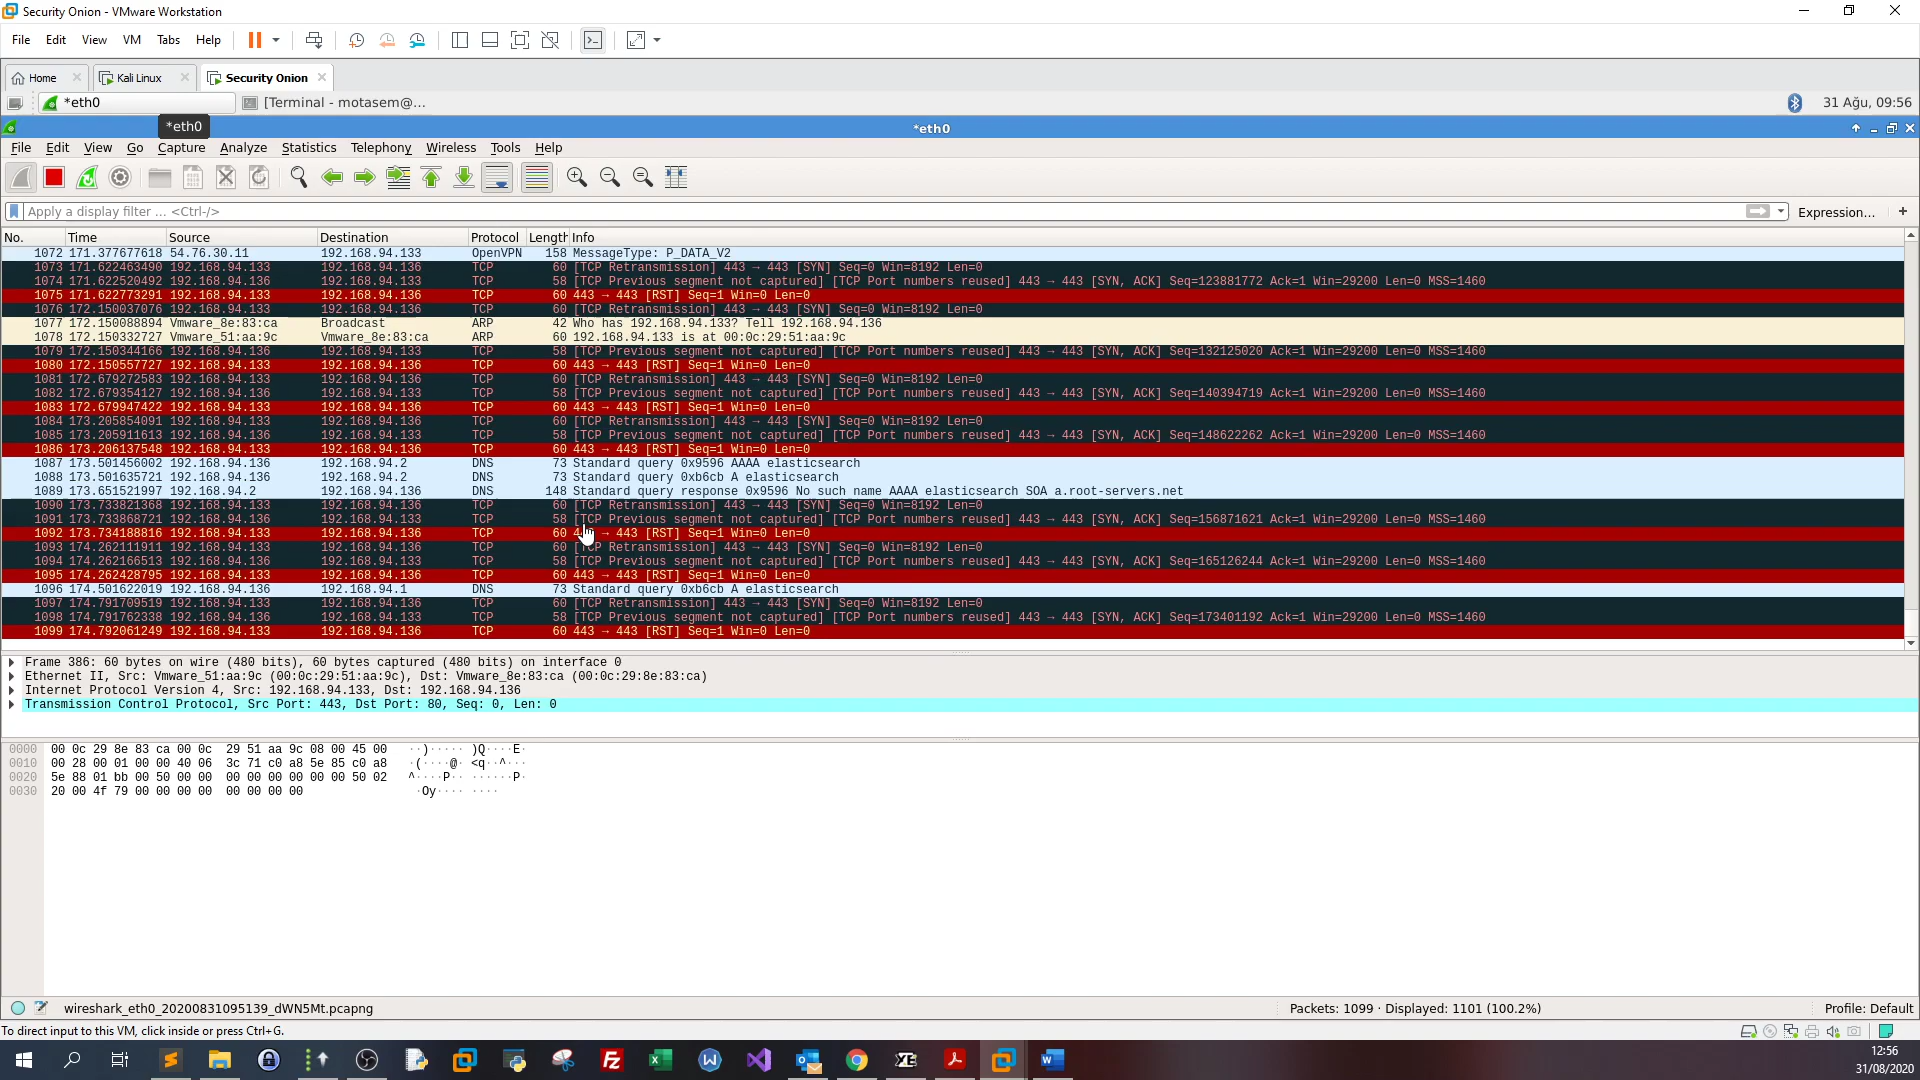 Security Onion - VMware Workstation
File Edit View VM Tabs Help
Home Kali Linux Security Onion
*eth0 [Terminal - motasem@... 31 Ağu, 09:56
*eth0
*eth0
File Edit View Go Capture Analyze Statistics Telephony Wireless Tools Help
Apply a display filter ... <Ctrl-/> Expression... +
No. Time Source Destination Protocol Length Info
1072 171.377677618 54.76.30.11 192.168.94.133 OpenVPN 158 MessageType: P_DATA_V2
1073 171.622463490 192.168.94.133 192.168.94.136 TCP 60 [TCP Retransmission] 443 → 443 [SYN] Seq=0 Win=8192 Len=0
1074 171.622520492 192.168.94.136 192.168.94.133 TCP 58 [TCP Previous segment not captured] [TCP Port numbers reused] 443 → 443 [SYN, ACK] Seq=123881772 Ack=1 Win=29200 Len=0 MSS=1460
1075 171.622773291 192.168.94.133 192.168.94.136 TCP 60 443 → 443 [RST] Seq=1 Win=0 Len=0
1076 172.150037076 192.168.94.133 192.168.94.136 TCP 60 [TCP Retransmission] 443 → 443 [SYN] Seq=0 Win=8192 Len=0
1077 172.150088894 Vmware_8e:83:ca Broadcast ARP 42 Who has 192.168.94.133? Tell 192.168.94.136
1078 172.150332727 Vmware_51:aa:9c Vmware_8e:83:ca ARP 60 192.168.94.133 is at 00:0c:29:51:aa:9c
1079 172.150344166 192.168.94.136 192.168.94.133 TCP 58 [TCP Previous segment not captured] [TCP Port numbers reused] 443 → 443 [SYN, ACK] Seq=132125020 Ack=1 Win=29200 Len=0 MSS=1460
1080 172.150557727 192.168.94.133 192.168.94.136 TCP 60 443 → 443 [RST] Seq=1 Win=0 Len=0
1081 172.679272583 192.168.94.133 192.168.94.136 TCP 60 [TCP Retransmission] 443 → 443 [SYN] Seq=0 Win=8192 Len=0
1082 172.679354127 192.168.94.136 192.168.94.133 TCP 58 [TCP Previous segment not captured] [TCP Port numbers reused] 443 → 443 [SYN, ACK] Seq=140394719 Ack=1 Win=29200 Len=0 MSS=1460
1083 172.679947422 192.168.94.133 192.168.94.136 TCP 60 443 → 443 [RST] Seq=1 Win=0 Len=0
1084 173.205854091 192.168.94.133 192.168.94.136 TCP 60 [TCP Retransmission] 443 → 443 [SYN] Seq=0 Win=8192 Len=0
1085 173.205911613 192.168.94.136 192.168.94.133 TCP 58 [TCP Previous segment not captured] [TCP Port numbers reused] 443 → 443 [SYN, ACK] Seq=148622262 Ack=1 Win=29200 Len=0 MSS=1460
1086 173.206137548 192.168.94.133 192.168.94.136 TCP 60 443 → 443 [RST] Seq=1 Win=0 Len=0
1087 173.501456002 192.168.94.136 192.168.94.2 DNS 73 Standard query 0x9596 AAAA elasticsearch
1088 173.501635721 192.168.94.136 192.168.94.2 DNS 73 Standard query 0xb6cb A elasticsearch
1089 173.651521997 192.168.94.2 192.168.94.136 DNS 148 Standard query response 0x9596 No such name AAAA elasticsearch SOA a.root-servers.net
1090 173.733821368 192.168.94.133 192.168.94.136 TCP 60 [TCP Retransmission] 443 → 443 [SYN] Seq=0 Win=8192 Len=0
1091 173.733868721 192.168.94.136 192.168.94.133 TCP 58 [TCP Previous segment not captured] [TCP Port numbers reused] 443 → 443 [SYN, ACK] Seq=156871621 Ack=1 Win=29200 Len=0 MSS=1460
1092 173.734188816 192.168.94.133 192.168.94.136 TCP 60 → 443 [RST] Seq=1 Win=0 Len=0
1093 174.262111911 192.168.94.133 192.168.94.136 TCP 60 [TCP Retransmission] 443 → 443 [SYN] Seq=0 Win=8192 Len=0
1094 174.262166513 192.168.94.136 192.168.94.133 TCP 58 [TCP Previous segment not captured] [TCP Port numbers reused] 443 → 443 [SYN, ACK] Seq=165126244 Ack=1 Win=29200 Len=0 MSS=1460
1095 174.262428795 192.168.94.133 192.168.94.136 TCP 60 443 → 443 [RST] Seq=1 Win=0 Len=0
1096 174.501622019 192.168.94.136 192.168.94.1 DNS 73 Standard query 0xb6cb A elasticsearch
1097 174.791709519 192.168.94.133 192.168.94.136 TCP 60 [TCP Retransmission] 443 → 443 [SYN] Seq=0 Win=8192 Len=0
1098 174.791762338 192.168.94.136 192.168.94.133 TCP 58 [TCP Previous segment not captured] [TCP Port numbers reused] 443 → 443 [SYN, ACK] Seq=173401192 Ack=1 Win=29200 Len=0 MSS=1460
1099 174.792061249 192.168.94.133 192.168.94.136 TCP 60 443 → 443 [RST] Seq=1 Win=0 Len=0
Frame 386: 60 bytes on wire (480 bits), 60 bytes captured (480 bits) on interface 0
Ethernet II, Src: Vmware_51:aa:9c (00:0c:29:51:aa:9c), Dst: Vmware_8e:83:ca (00:0c:29:8e:83:ca)
Internet Protocol Version 4, Src: 192.168.94.133, Dst: 192.168.94.136
Transmission Control Protocol, Src Port: 443, Dst Port: 80, Seq: 0, Len: 0
0000 00 0c 29 8e 83 ca 00 0c 29 51 aa 9c 08 00 45 00 ··)····· )Q····E·
0010 00 28 00 01 00 00 40 06 3c 71 c0 a8 5e 85 c0 a8 ·(····@· <q··^···
0020 5e 88 01 bb 00 50 00 00 00 00 00 00 00 00 50 02 ^····P·· ······P·
0030 20 00 4f 79 00 00 00 00 00 00 00 00 ·Oy···· ····
wireshark_eth0_20200831095139_dWN5Mt.pcapng Packets: 1099 · Displayed: 1101 (100.2%) Profile: Default
To direct input to this VM, click inside or press Ctrl+G.
12:56
31/08/2020